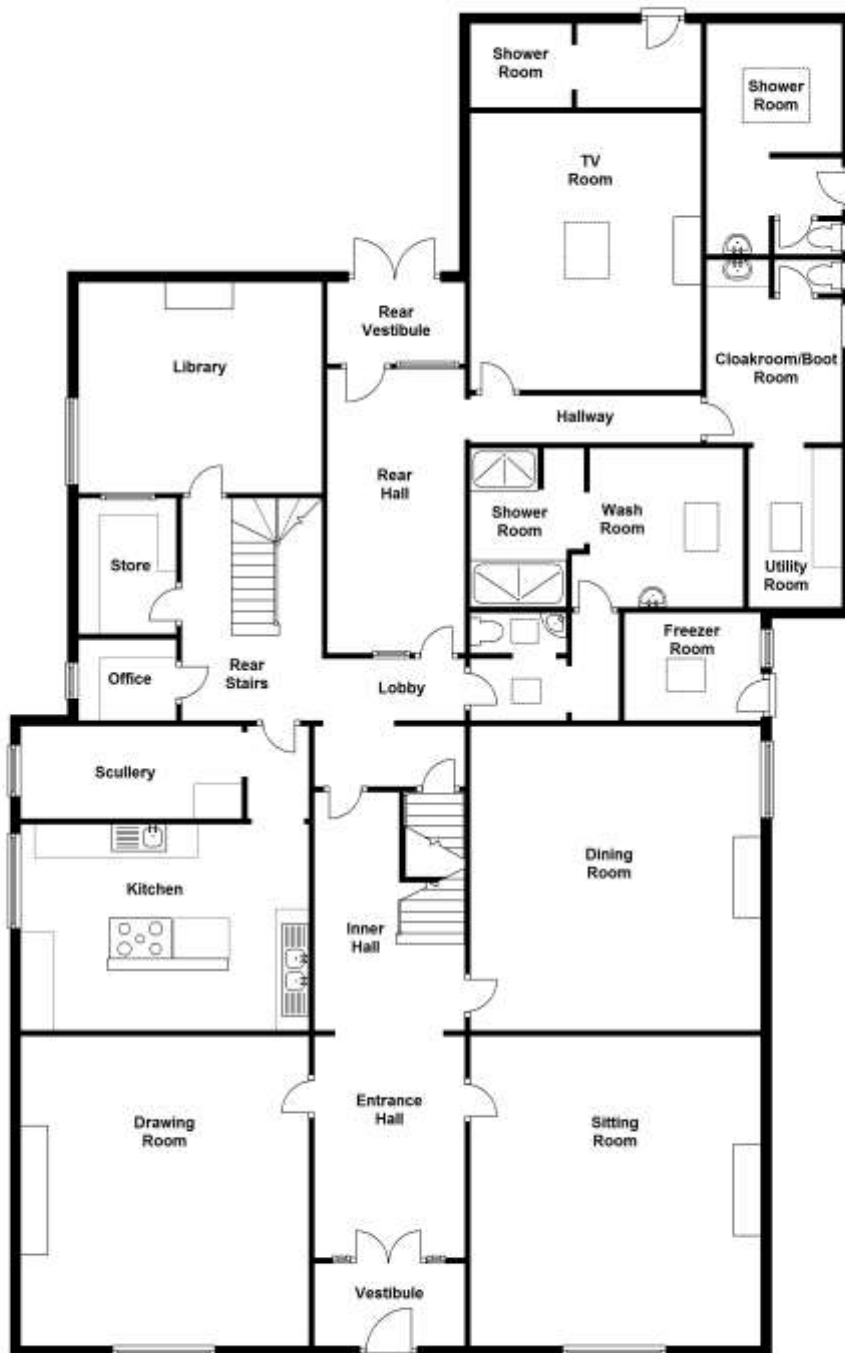 Shower
Room
Shower
Room
TV
Room
Rear
Vestibule
Library
Cloakroom/Boot
Room
Hallway
Rear
Hall
Shower
Room
Wash
Room
Store
Utility
Room
Freezer
Room
Office
Rear
Stairs
Lobby
Scullery
Dining
Room
Kitchen
Inner
Hall
Entrance
Hall
Drawing
Room
Sitting
Room
Vestibule